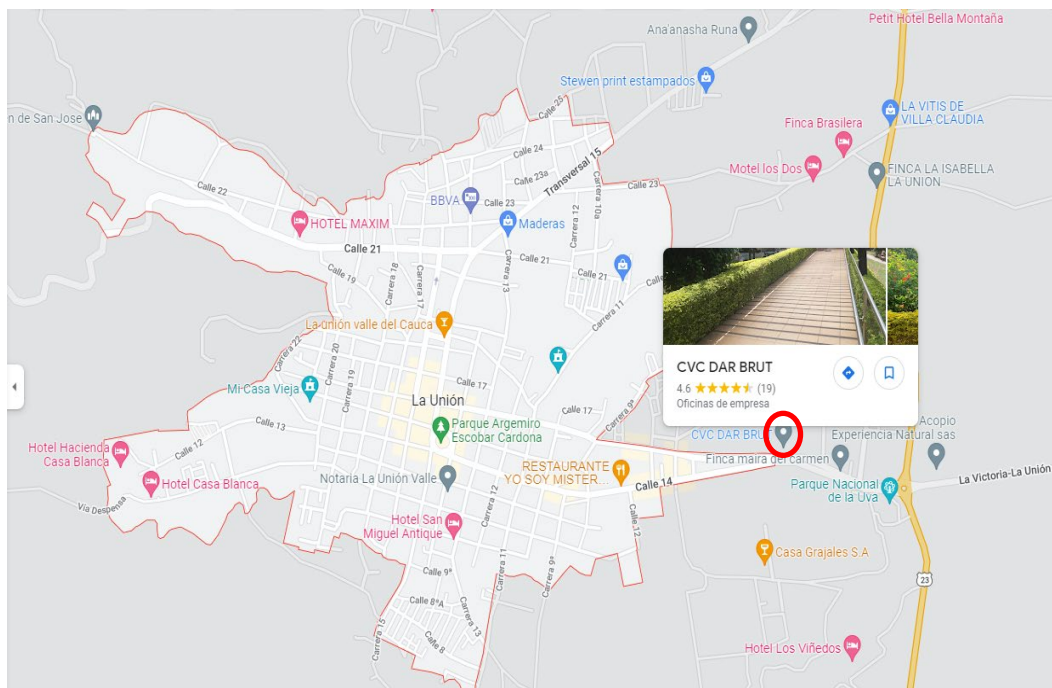 Petit Hotel Bella Montaña
Ana'anasha Runa
Stewen print estampados
n de San Jose
Calle 25
LA VITIS DE
VILLA CLAUDIA
Finca Brasilera
Calle 24
Transversal 15
Motel los Dos
FINCA LA ISABELLA
LA UNION
Calle 23a
Calle 22
Calle 23
Carrera 10a
BBVA
Calle 23
Carrera 12
HOTEL MAXIM
Maderas
Calle 21
Carrera 13
Calle 21
Calle 19
Carrera 18
Carrera 17
Calle 21
Carrera 11
La unión valle del Cauca
Carrera 22
Carrera 20
Carrera 19
CVC DAR BRUT
4.6 (19)
Oficinas de empresa
Mi Casa Vieja
Calle 17
La Unión
Calle 17
Carrera 9ª
Parque Argemiro
Escobar Cardona
CVC DAR BRUT
Acopio
Experiencia Natural sas
Calle 13
Calle 12
Hotel Hacienda
Casa Blanca
Finca maira del carmen
RESTAURANTE
YO SOY MISTER...
La Victoria-La Unión
Hotel Casa Blanca
Notaria La Unión Valle
Calle 14
Parque Nacional
de la Uva
Via Despensa
Carrera 12
Hotel San
Miguel Antique
Calle 12
Casa Grajales S.A
Carrera 11
Carrera 9ª
Calle 9ª
23
Calle 8ªA
Carrera 13
Carrera 15
Calle 8
Hotel Los Viñedos